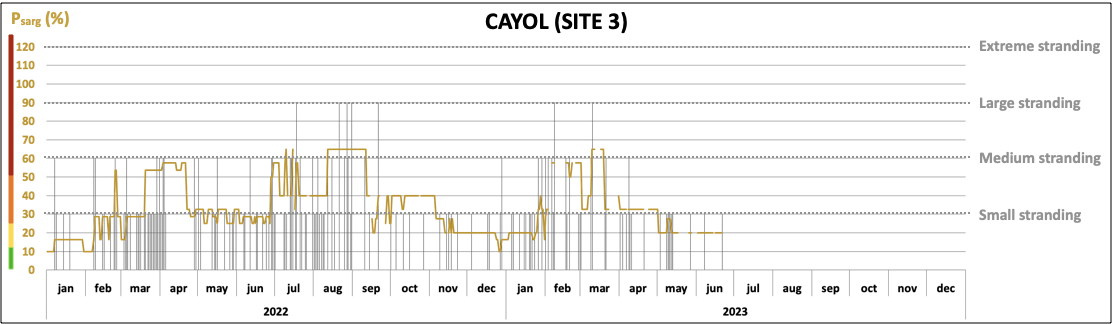 CAYOL (SITE 3)
Psarg (%)
120
Extreme stranding
110
100
90
Large stranding
80
70
60
Medium stranding
50
40
30
Small stranding
20
10
0
jan feb mar apr may jun jul aug sep oct nov dec jan feb mar apr may jun jul aug sep oct nov dec
2022 2023